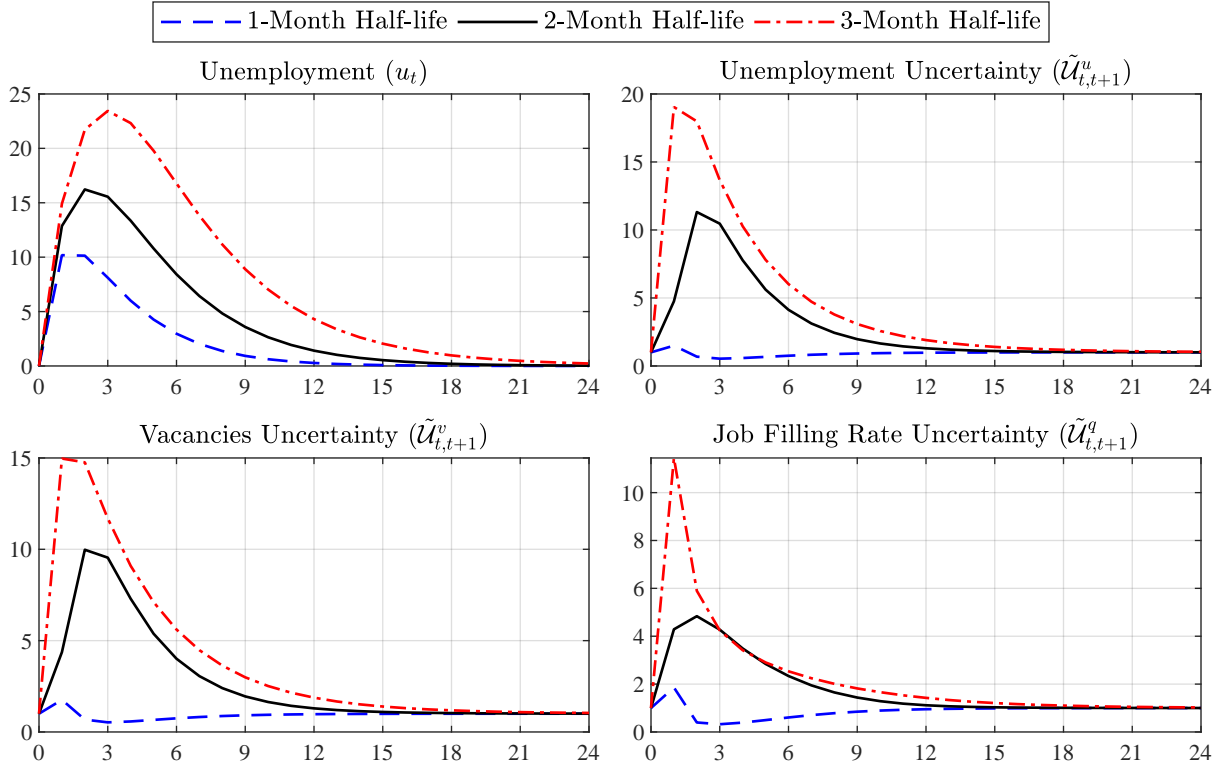 1-Month Half-life 2-Month Half-life 3-Month Half-life
Unemployment (u_t)
25
20
15
10
5
0
0 3 6 9 12 15 18 21 24
Unemployment Uncertainty (Ũ^u_{t,t+1})
20
15
10
5
0
0 3 6 9 12 15 18 21 24
Vacancies Uncertainty (Ũ^v_{t,t+1})
15
10
5
0
0 3 6 9 12 15 18 21 24
Job Filling Rate Uncertainty (Ũ^q_{t,t+1})
10
8
6
4
2
0
0 3 6 9 12 15 18 21 24